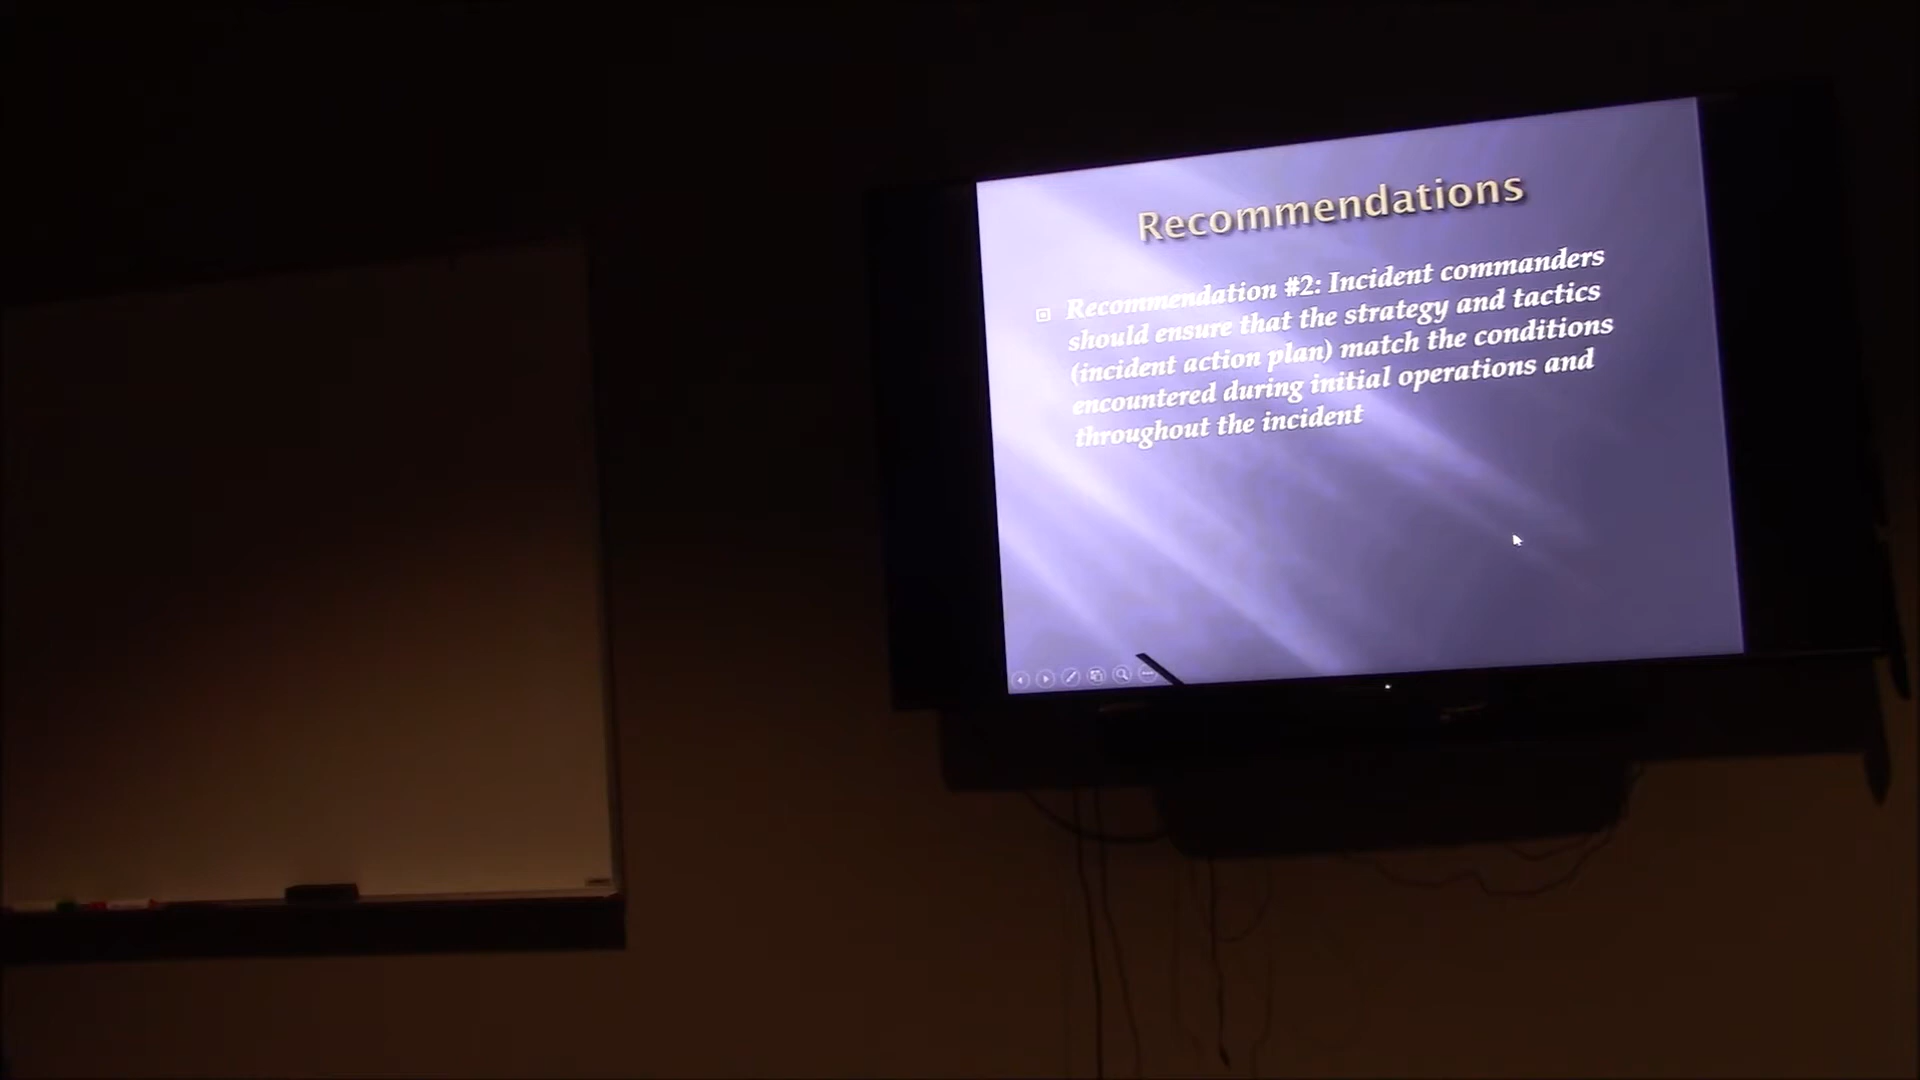 Recommendations
Recommendation #2: Incident commanders
should ensure that the strategy and tactics
(incident action plan) match the conditions
encountered during initial operations and
throughout the incident